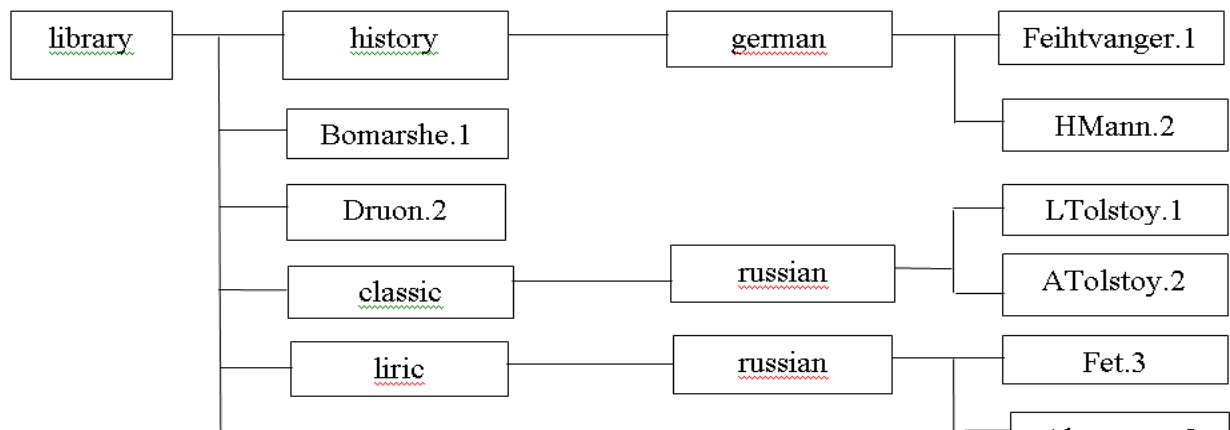 library
history
german
Feihtvanger.1
HMann.2
Bomarshe.1
Druon.2
LTolstoy.1
classic
russian
ATolstoy.2
liric
russian
Fet.3